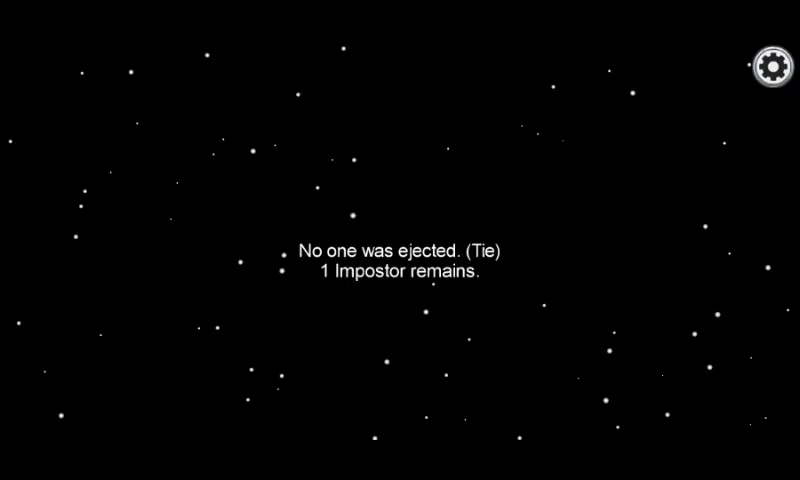 No one was ejected. (Tie)
1 Impostor remains.